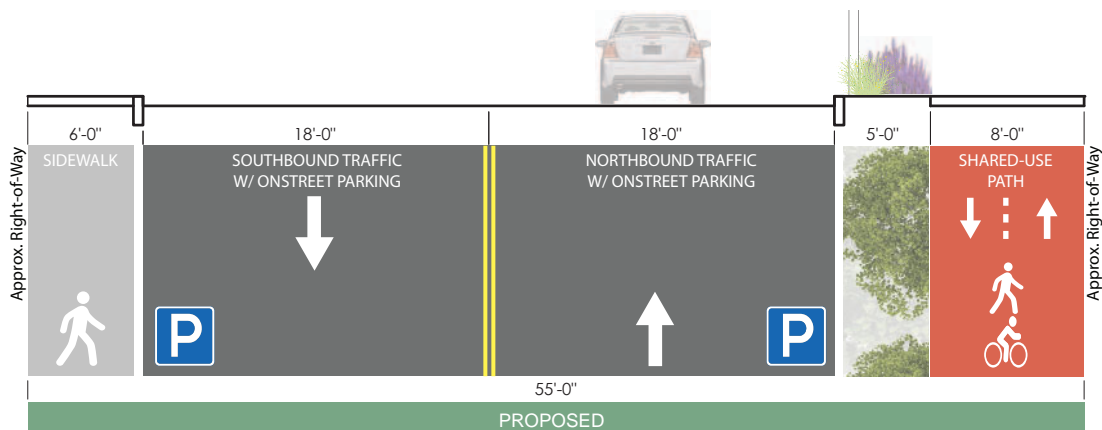 6'-0"
18'-0"
18'-0"
5'-0"
8'-0"
Approx. Right-of-Way
SIDEWALK
SOUTHBOUND TRAFFIC
W/ ONSTREET PARKING
NORTHBOUND TRAFFIC
W/ ONSTREET PARKING
SHARED-USE
PATH
Approx. Right-of-Way
P
P
55'-0"
PROPOSED